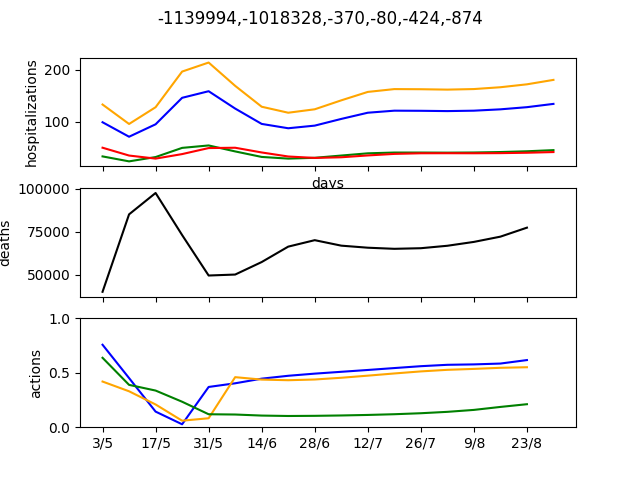 -1139994,-1018328,-370,-80,-424,-874
hospitalizations
200
100
days
deaths
100000
75000
50000
actions
1.0
0.5
0.0
3/5 17/5 31/5 14/6 28/6 12/7 26/7 9/8 23/8